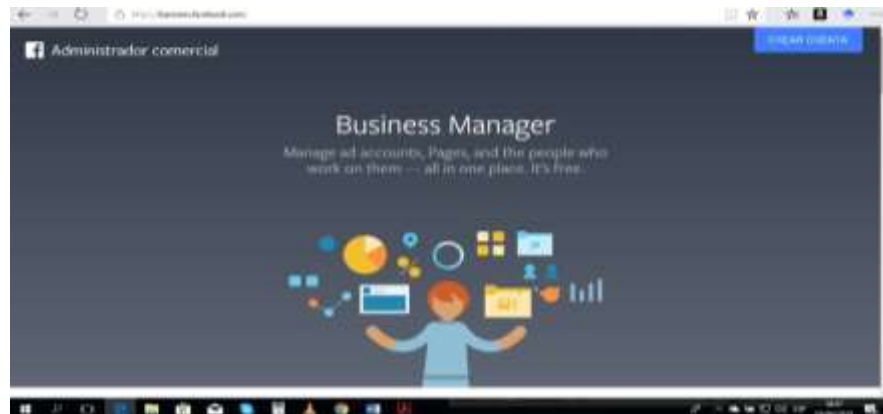 Administrador comercial
CREAR CUENTA
Business Manager
Manage ad accounts, Pages, and the people who
work on them — all in one place. It's free.